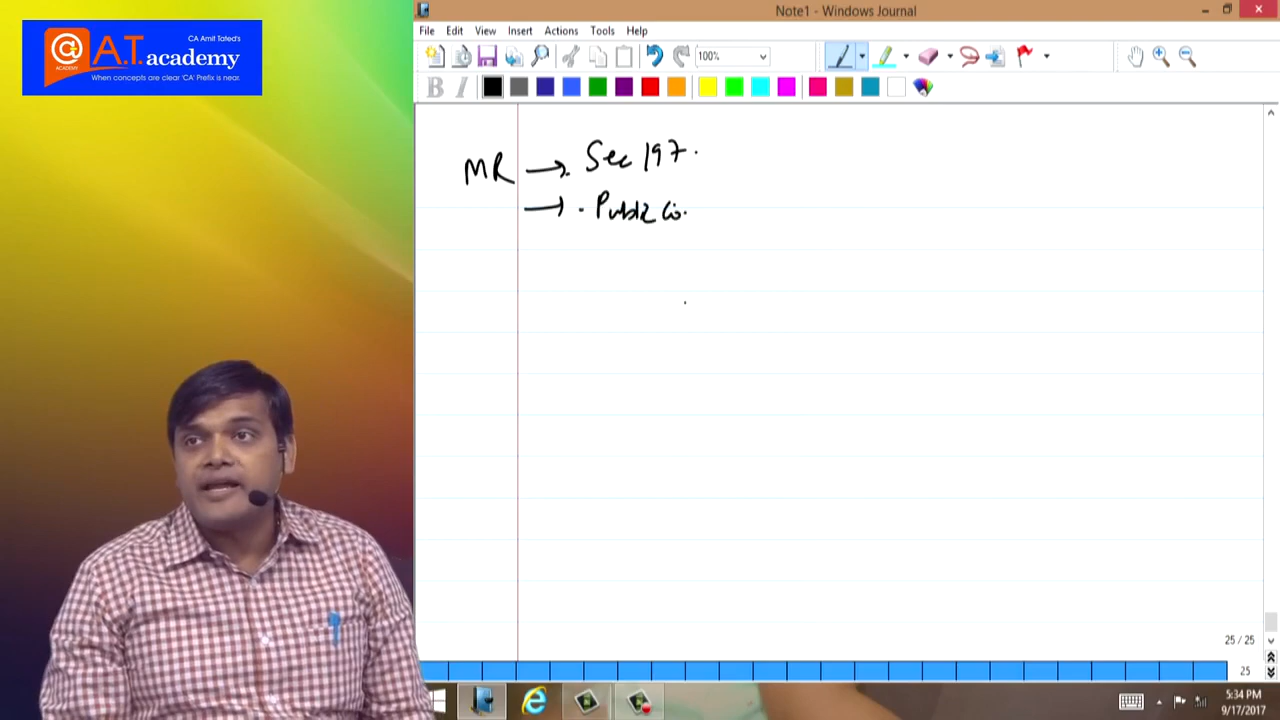 CA Amit Tated's
@ A.T. academy
ACADEMY
When concepts are clear 'CA' Prefix is near.
Note1 - Windows Journal
File Edit View Insert Actions Tools Help
100%
B I
MR → Sec 197.
→ . Public Co.
25 / 25
25
5:34 PM
9/17/2017